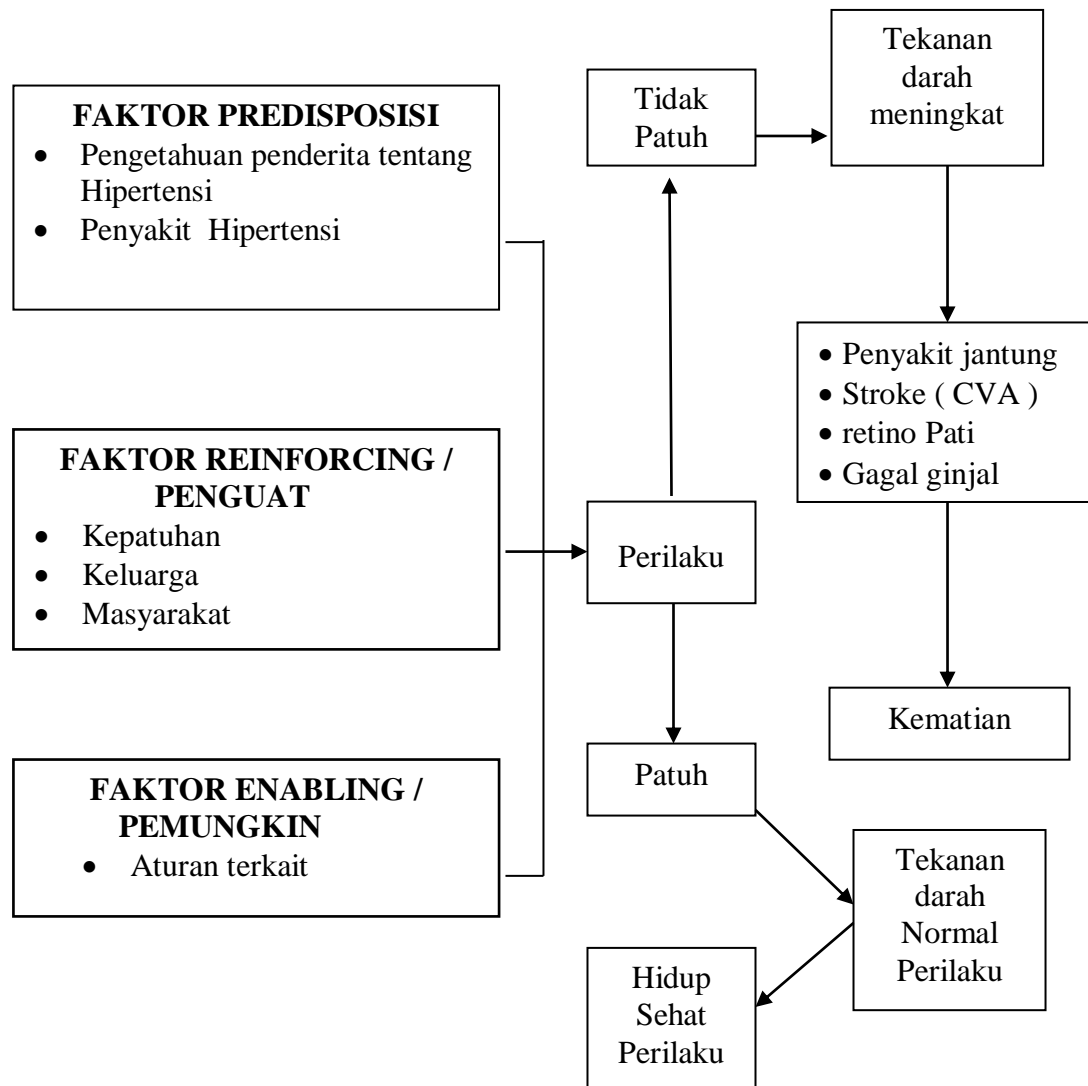 FAKTOR PREDISPOSISI
• Pengetahuan penderita tentang
Hipertensi
• Penyakit Hipertensi
FAKTOR REINFORCING /
PENGUAT
• Kepatuhan
• Keluarga
• Masyarakat
FAKTOR ENABLING /
PEMUNGKIN
• Aturan terkait
Perilaku
Tidak
Patuh
Tekanan
darah
meningkat
• Penyakit jantung
• Stroke ( CVA )
• retino Pati
• Gagal ginjal
Kematian
Patuh
Tekanan
darah
Normal
Perilaku
Hidup
Sehat
Perilaku